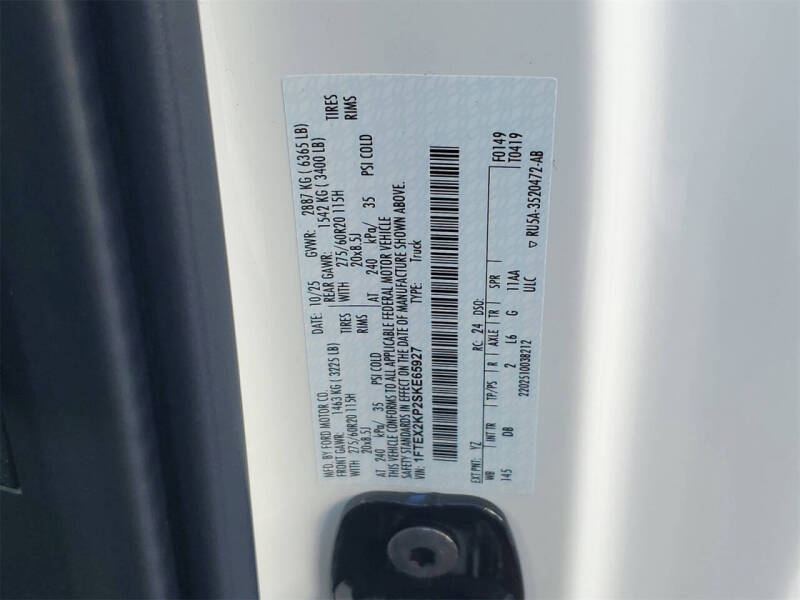 MFD. BY FORD MOTOR CO. DATE: 10/25 GVWR: 2887 KG ( 6365 LB)
FRONT GAWR: 1463 KG ( 3225 LB) REAR GAWR: 1542 KG ( 3400 LB)
WITH 275/60R20 115H TIRES WITH 275/60R20 115H TIRES
20x8.5J RIMS 20x8.5J RIMS
AT 240 kPa/ 35 PSI COLD AT 240 kPa/ 35 PSI COLD
THIS VEHICLE CONFORMS TO ALL APPLICABLE FEDERAL MOTOR VEHICLE
SAFETY STANDARDS IN EFFECT ON THE DATE OF MANUFACTURE SHOWN ABOVE.
VIN: 1FTEX2KP2SKE65927 TYPE: Truck
EXT PNT: YZ RC: 24 DSO: F0149
WB INT TR TP/PS R AXLE TR SPR T0419
145 DB 2 L6 G 11AA
2202510038212 ULC ▽ RU5A-3520472-AB